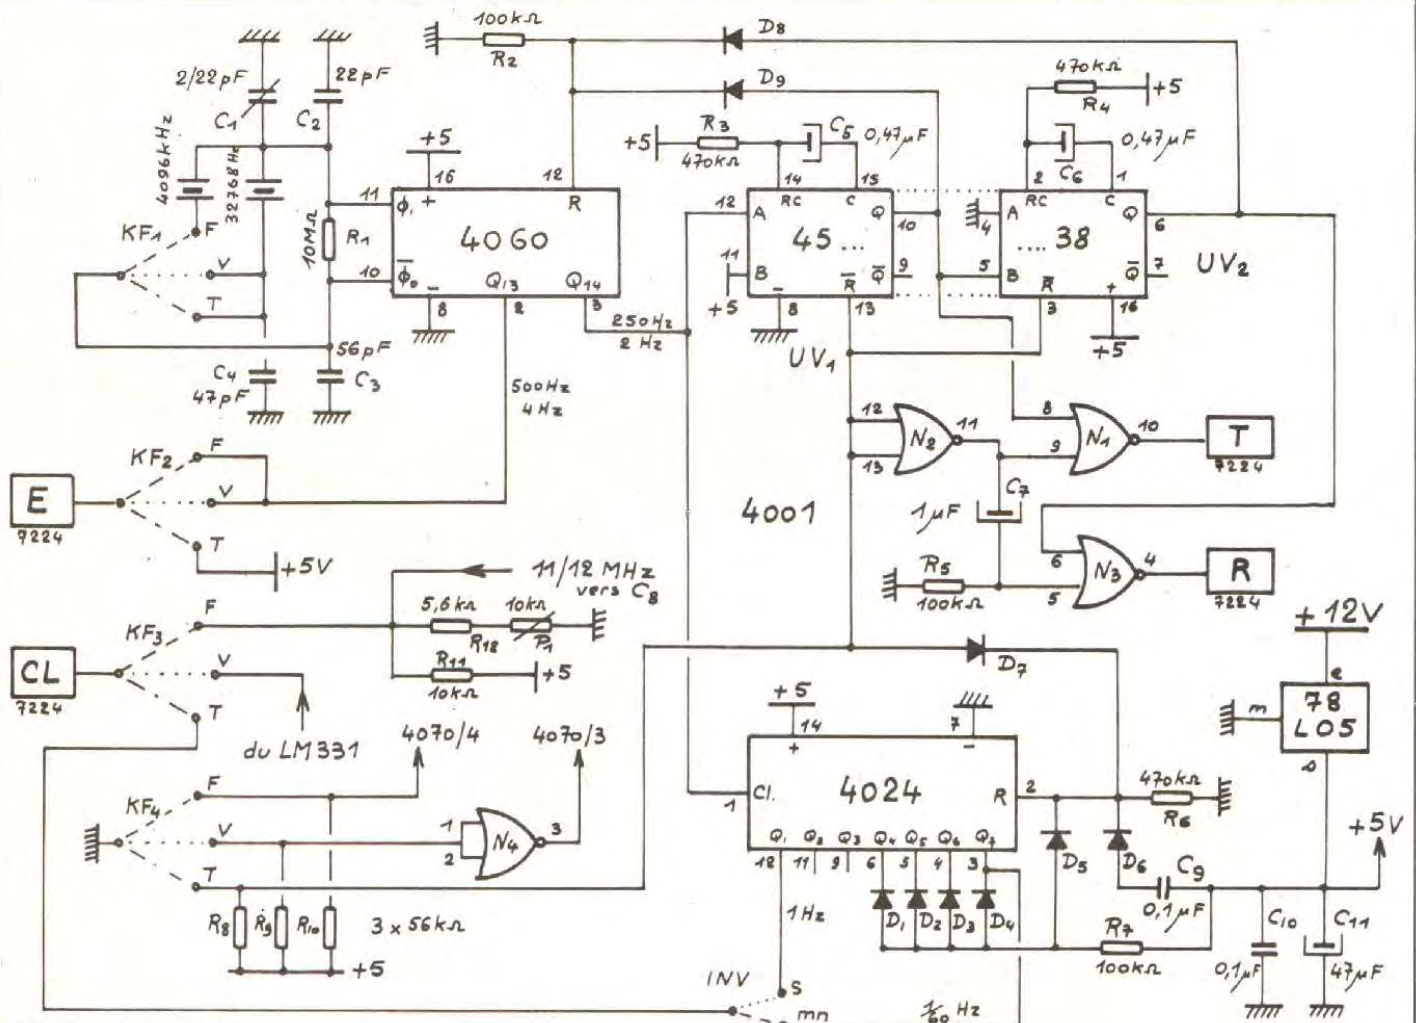 100kΩ
R2
D8
2/22pF
22pF
C1
C2
D9
470kΩ
R4
+5
+5
R3
470kΩ
C5
0,47µF
C6
0,47µF
4096kHz
32768Hz
+5
16
12
11
Φ1
+
R
4060
10MΩ
R1
10
Φ0
-
Q13
Q14
8
2
3
KF1
F
V
T
14
15
12
A
RC
C
Q
10
45 ...
11
B
-
R
Q
9
+5
8
13
2
1
A
4
RC
C
Q
6
.... 38
5
B
R
+
Q
7
3
16
+5
UV2
UV1
250Hz
2 Hz
56pF
C4
47pF
C3
500Hz
4Hz
KF2
F
V
T
E
7224
+5V
12
13
N2
11
8
9
N1
10
T
7224
4001
C7
1µF
R5
100kΩ
6
5
N3
4
R
7224
11/12 MHz
vers C8
5,6kΩ
R12
10kΩ
P1
R11
10kΩ
+5
KF3
F
V
T
CL
7224
du LM331
D7
+12V
e
78
L05
m
s
+5V
4070/4
4070/3
KF4
F
V
T
1
2
N4
3
R8
R9
R10
3 x 56kΩ
+5
+5
14
+
7
-
4024
1
Cl.
R
2
Q1
Q2
Q3
Q4
Q5
Q6
Q7
12
11
9
6
5
4
3
470kΩ
R6
D5
D6
C9
0,1µF
D1
D2
D3
D4
R7
100kΩ
C10
0,1µF
C11
47µF
1Hz
INV
S
mn
1/60 Hz